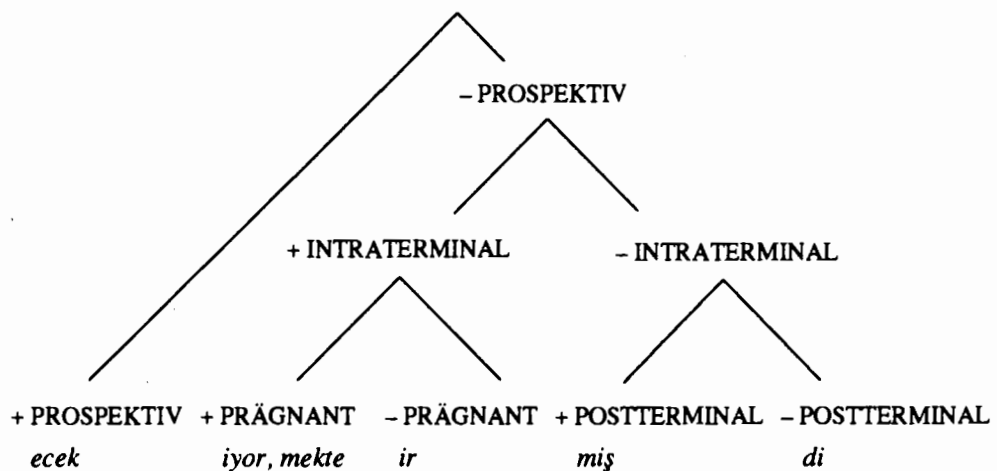 – PROSPEKTIV
+ INTRATERMINAL – INTRATERMINAL
+ PROSPEKTIV + PRÄGNANT – PRÄGNANT + POSTTERMINAL – POSTTERMINAL
ecek iyor, mekte ir miş di